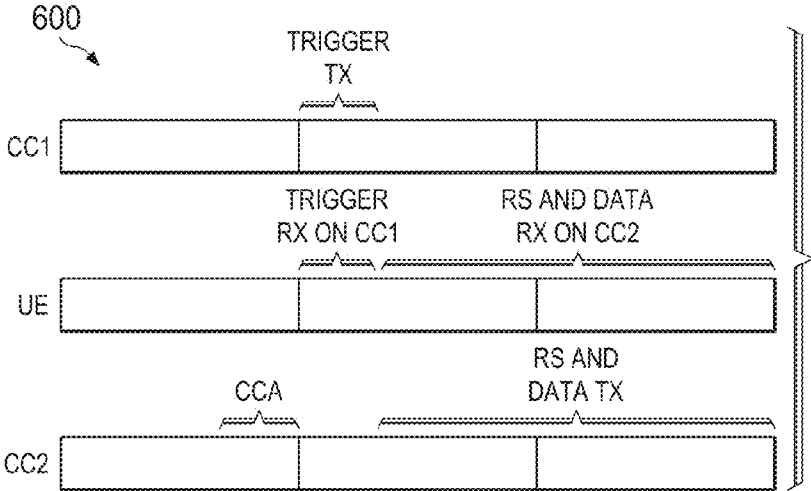 600
TRIGGER
TX
CC1
TRIGGER
RX ON CC1
RS AND DATA
RX ON CC2
UE
CCA
RS AND
DATA TX
CC2